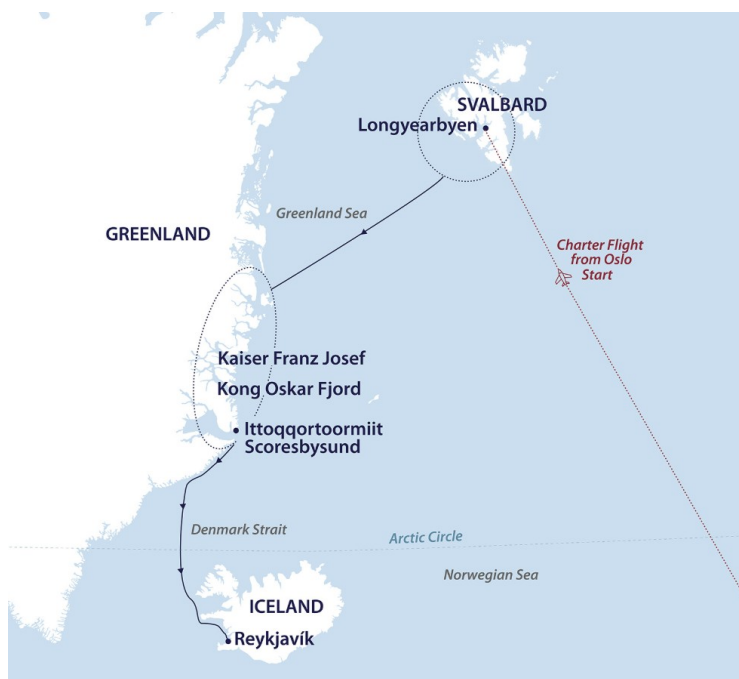 SVALBARD
Longyearbyen
Greenland Sea
GREENLAND
Charter Flight
from Oslo
Start
Kaiser Franz Josef
Kong Oskar Fjord
Ittoqqortoormiit
Scoresbysund
Denmark Strait
Arctic Circle
Norwegian Sea
ICELAND
Reykjavík